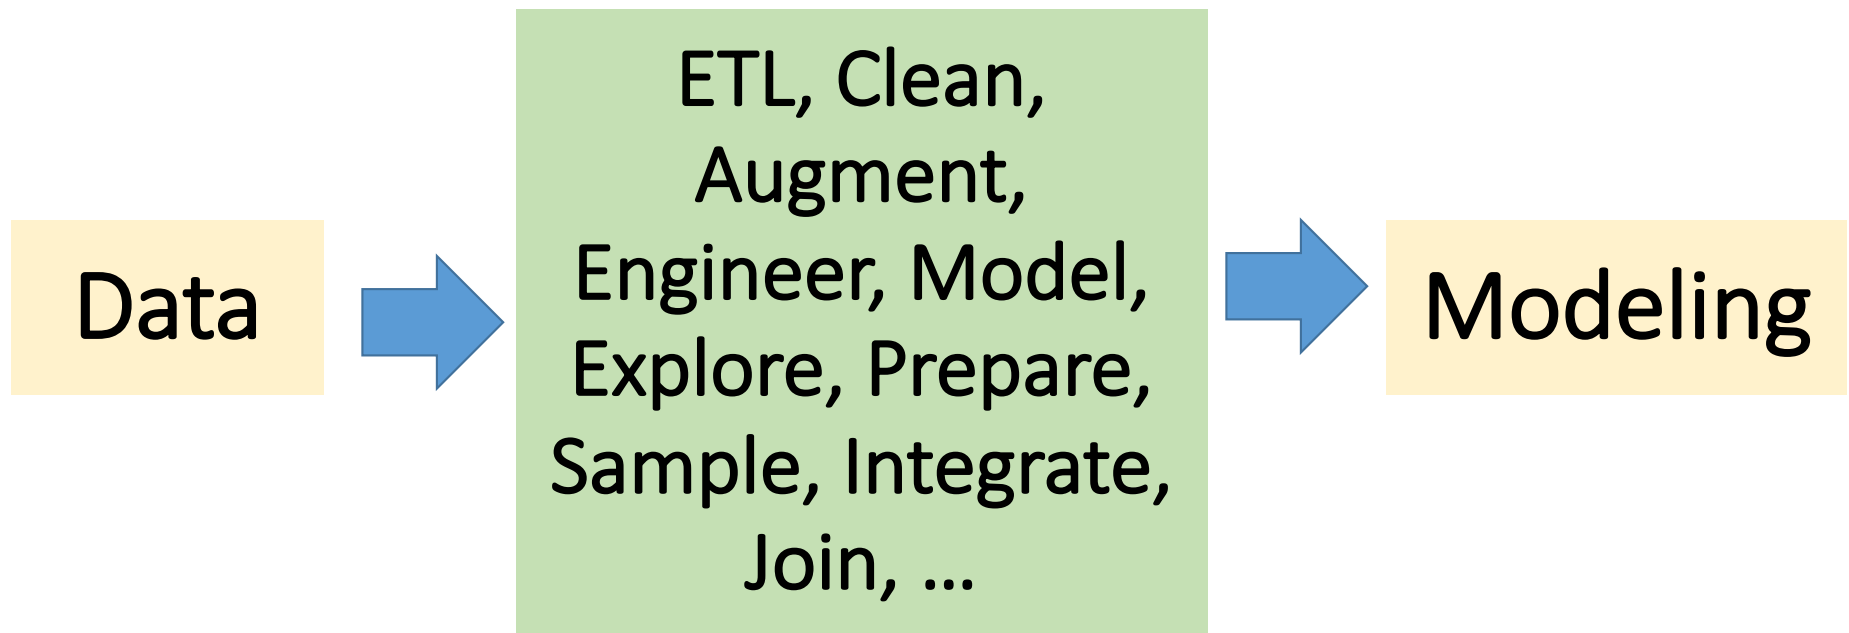 Data
ETL, Clean,
Augment,
Engineer, Model,
Explore, Prepare,
Sample, Integrate,
Join, ...
Modeling